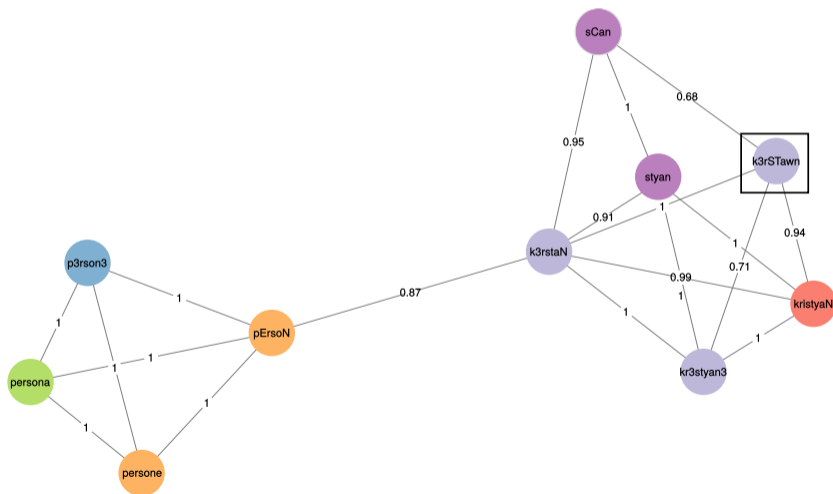 sCan
0.68
1
0.95
k3rSTawn
styan
1
0.91
0.94
1
k3rstaN
p3rson3
0.71
0.99
0.87
1
1
kristyaN
1
1
pErsoN
1
1
1
kr3styan3
persona
1
1
persone